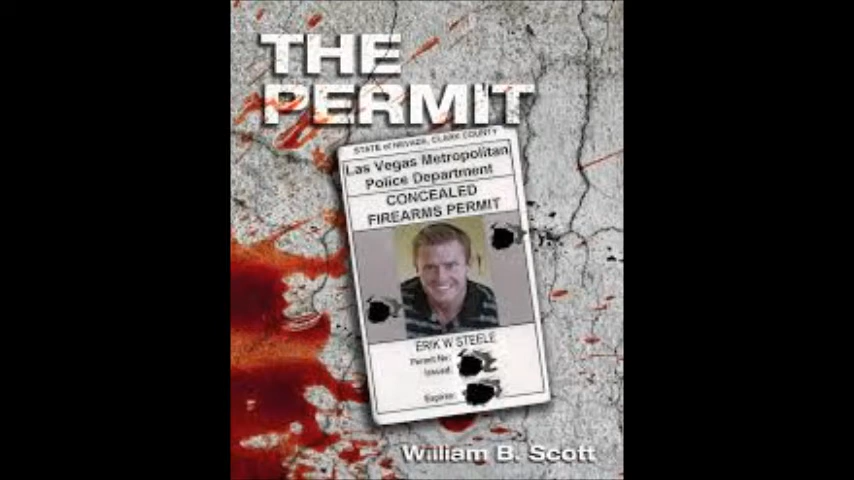 THE
PERMIT
STATE of NEVADA, CLARK COUNTY
Las Vegas Metropolitan
Police Department
CONCEALED
FIREARMS PERMIT
ERIK W STEELE
Permit No:
Issued:
Expires:
William B. Scott